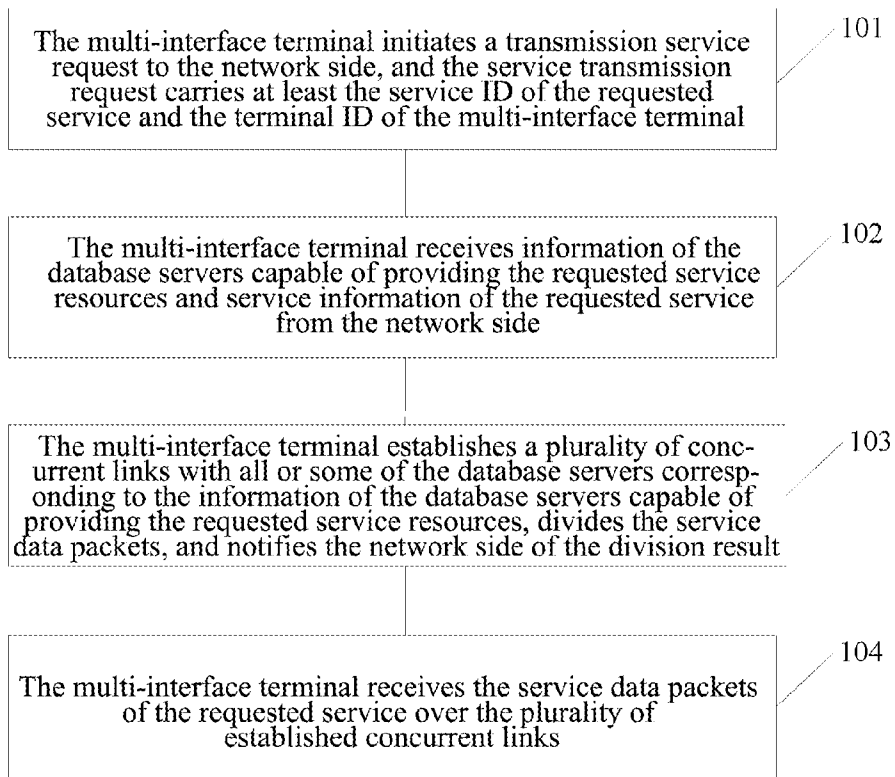 The multi-interface terminal initiates a transmission service
request to the network side, and the service transmission
request carries at least the service ID of the requested
service and the terminal ID of the multi-interface terminal
101
The multi-interface terminal receives information of the
database servers capable of providing the requested service
resources and service information of the requested service
from the network side
102
The multi-interface terminal establishes a plurality of conc-
urrent links with all or some of the database servers corresp-
onding to the information of the database servers capable of
providing the requested service resources, divides the service
data packets, and notifies the network side of the division result
103
The multi-interface terminal receives the service data packets
of the requested service over the plurality of
established concurrent links
104